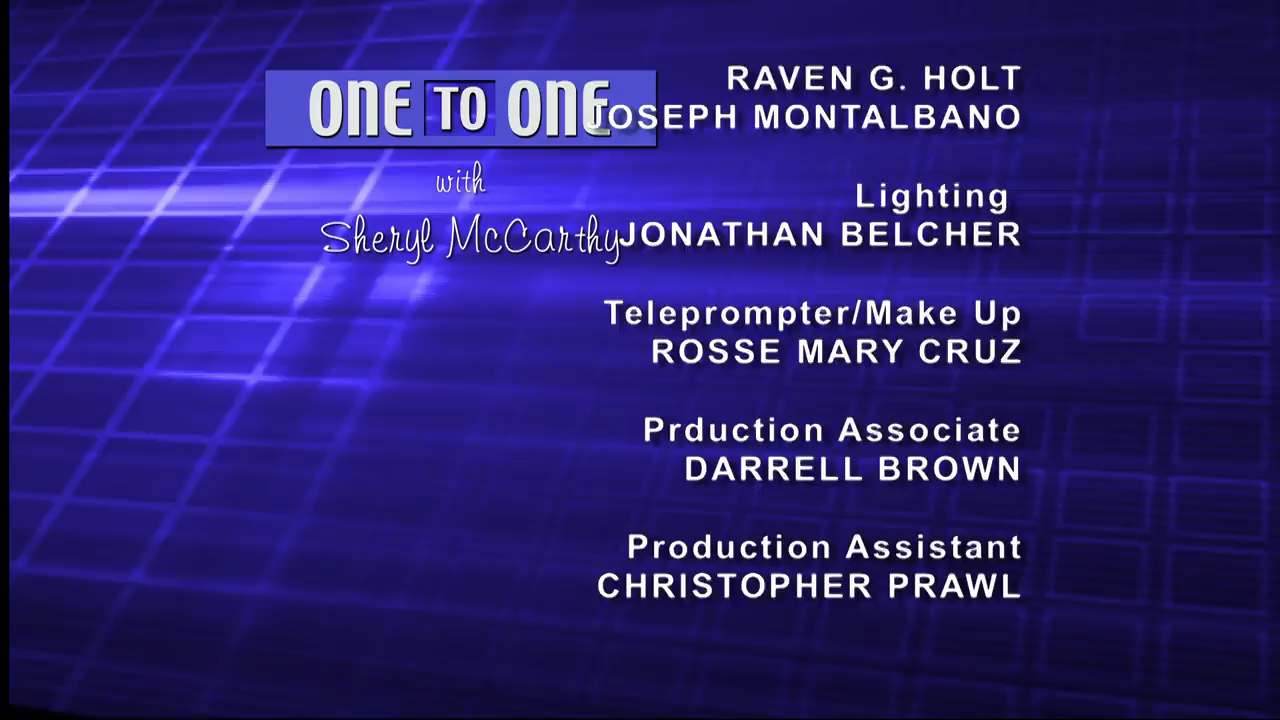 ONE TO ONE
with
Sheryl McCarthy
RAVEN G. HOLT
JOSEPH MONTALBANO
Lighting
JONATHAN BELCHER
Teleprompter/Make Up
ROSSE MARY CRUZ
Prduction Associate
DARRELL BROWN
Production Assistant
CHRISTOPHER PRAWL